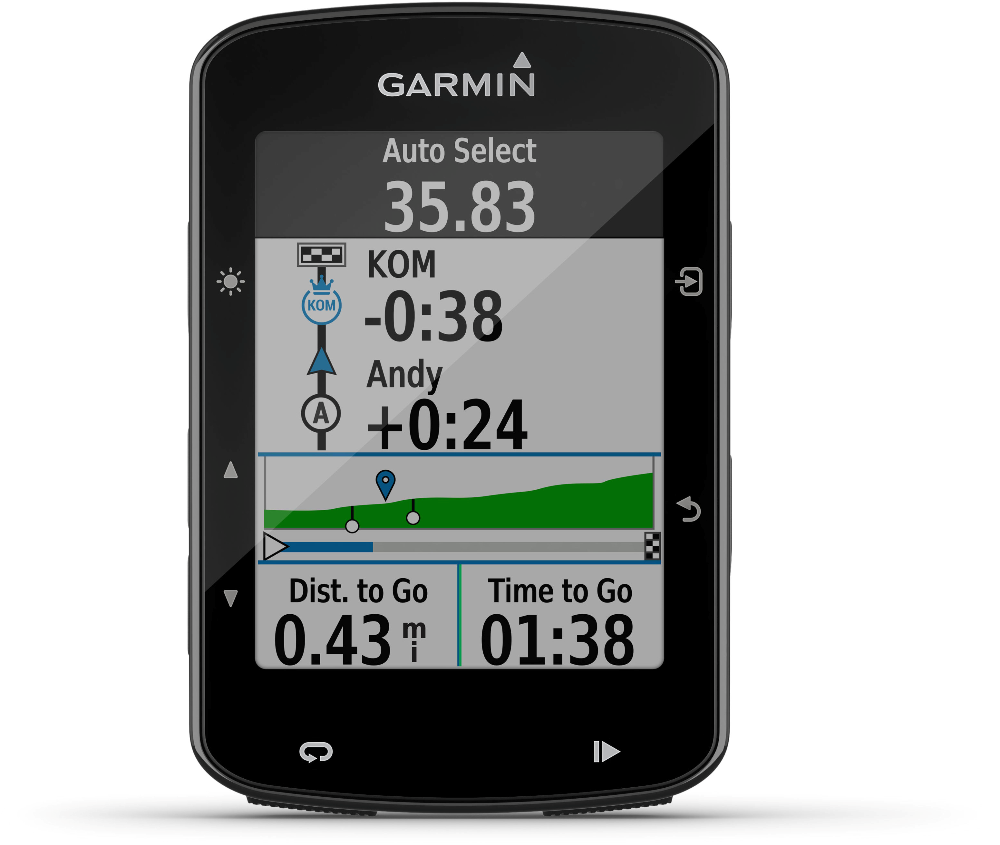 GARMIN
Auto Select
35.83
KOM
KOM
-0:38
Andy
A
+0:24
Dist. to Go
Time to Go
0.43 mi
01:38